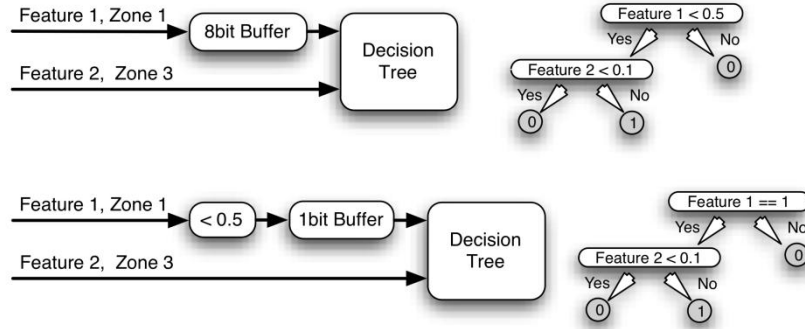 Feature 1, Zone 1
8bit Buffer
Decision
Tree
Feature 2, Zone 3
Feature 1 < 0.5
Yes
No
Feature 2 < 0.1
0
Yes
No
0
1
Feature 1, Zone 1
< 0.5
1bit Buffer
Decision
Tree
Feature 2, Zone 3
Feature 1 == 1
Yes
No
Feature 2 < 0.1
0
Yes
No
0
1